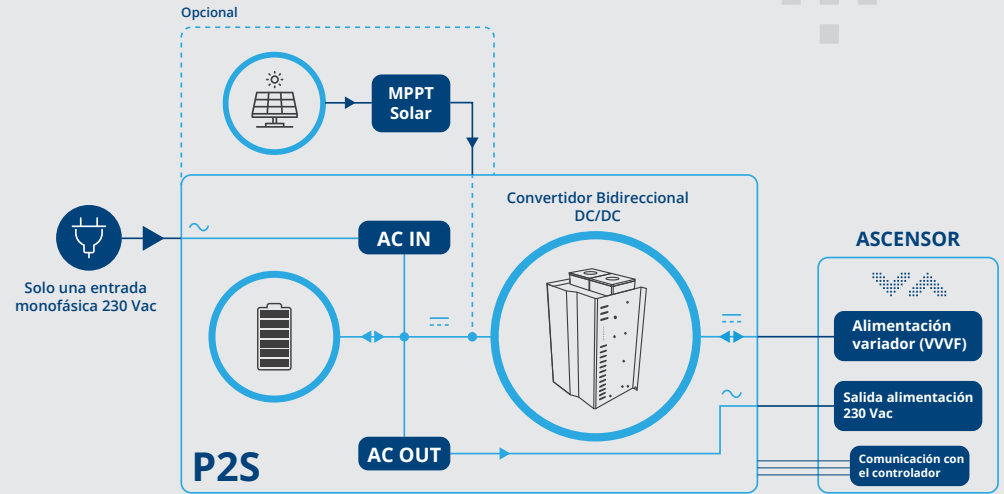 Opcional
MPPT
Solar
Convertidor Bidireccional
DC/DC
AC IN
ASCENSOR
Solo una entrada
monofásica 230 Vac
Alimentación
variador (VVVF)
Salida alimentación
230 Vac
AC OUT
P2S
Comunicación con
el controlador